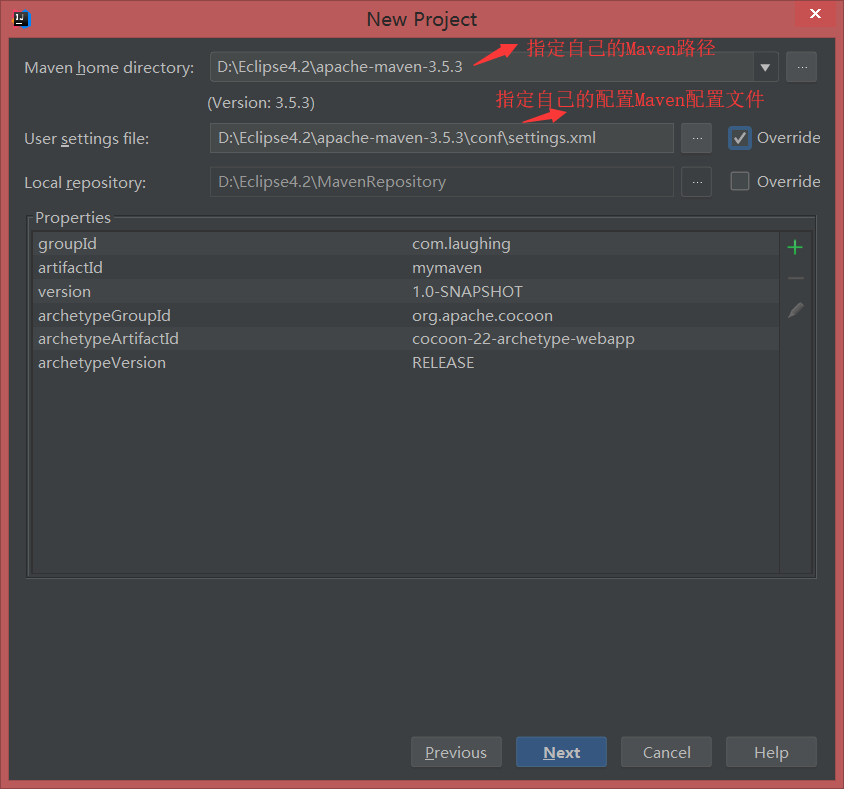 New Project
指定自己的Maven路径
Maven home directory: D:\Eclipse4.2\apache-maven-3.5.3 ...
(Version: 3.5.3)
指定自己的配置Maven配置文件
User settings file: D:\Eclipse4.2\apache-maven-3.5.3\conf\settings.xml ... Override
Local repository: D:\Eclipse4.2\MavenRepository ... Override
Properties
groupId com.laughing
artifactId mymaven
version 1.0-SNAPSHOT
archetypeGroupId org.apache.cocoon
archetypeArtifactId cocoon-22-archetype-webapp
archetypeVersion RELEASE
Previous Next Cancel Help